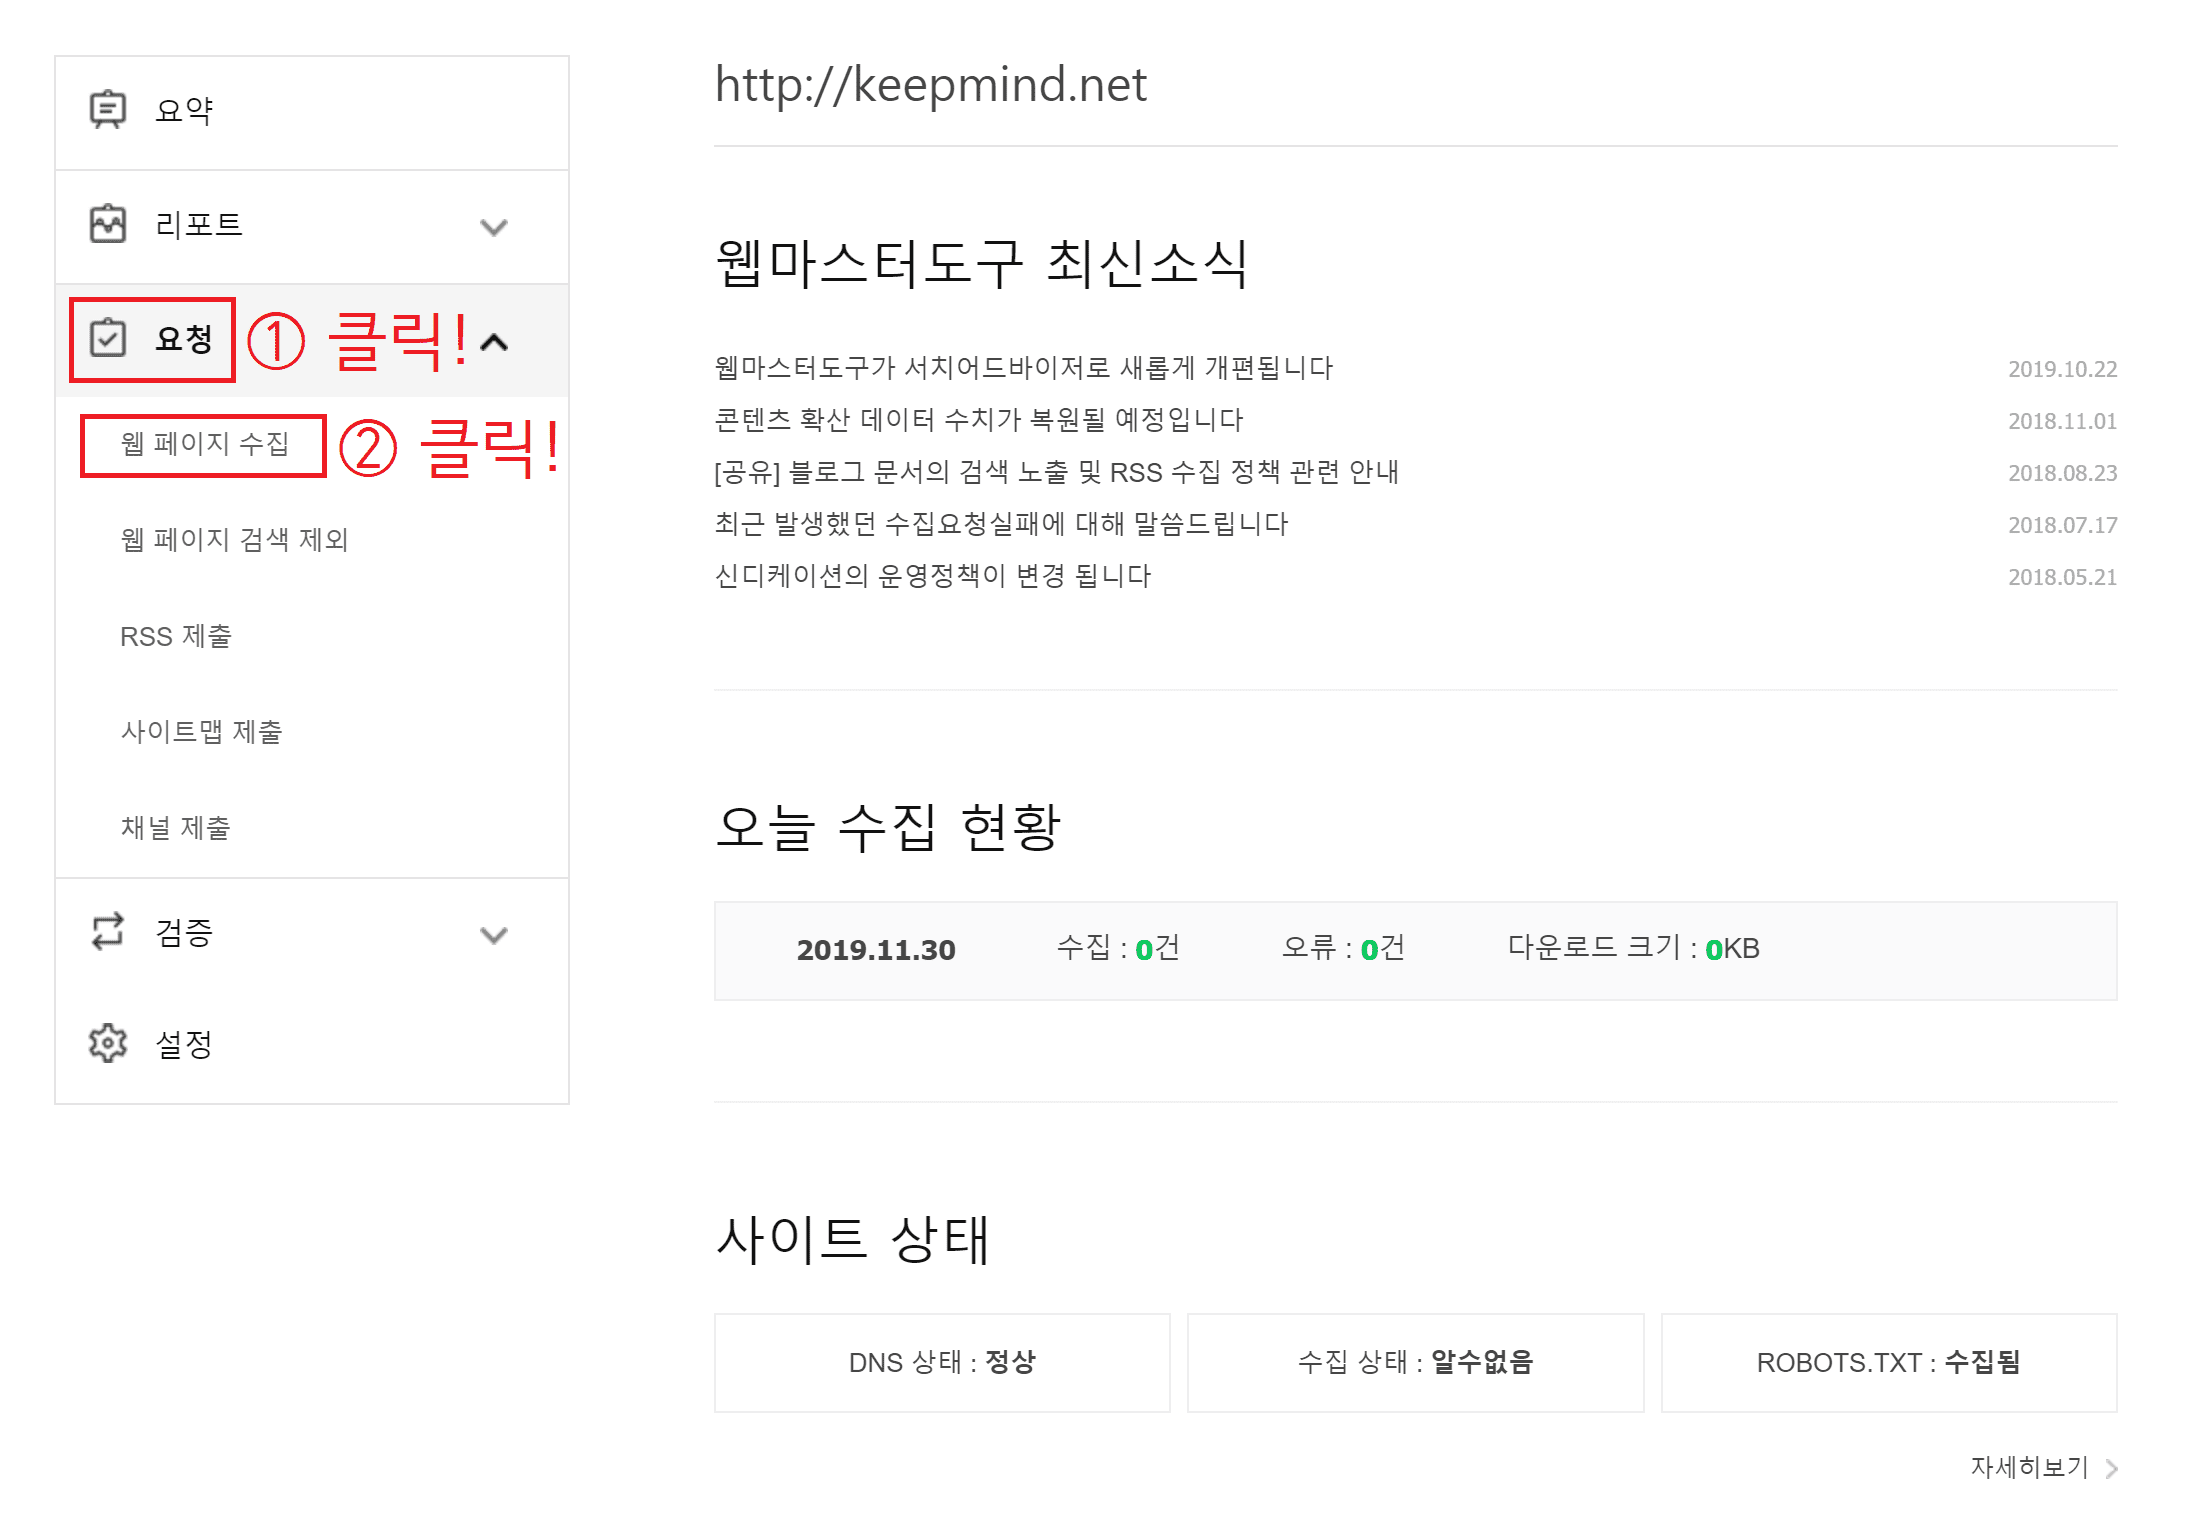 요약
리포트
요청 ① 클릭!
웹 페이지 수집 ② 클릭!
웹 페이지 검색 제외
RSS 제출
사이트맵 제출
채널 제출
검증
설정
http://keepmind.net
웹마스터도구 최신소식
웹마스터도구가 서치어드바이저로 새롭게 개편됩니다 2019.10.22
콘텐츠 확산 데이터 수치가 복원될 예정입니다 2018.11.01
[공유] 블로그 문서의 검색 노출 및 RSS 수집 정책 관련 안내 2018.08.23
최근 발생했던 수집요청실패에 대해 말씀드립니다 2018.07.17
신디케이션의 운영정책이 변경 됩니다 2018.05.21
오늘 수집 현황
2019.11.30 수집 : 0건 오류 : 0건 다운로드 크기 : 0KB
사이트 상태
DNS 상태 : 정상 수집 상태 : 알수없음 ROBOTS.TXT : 수집됨
자세히보기